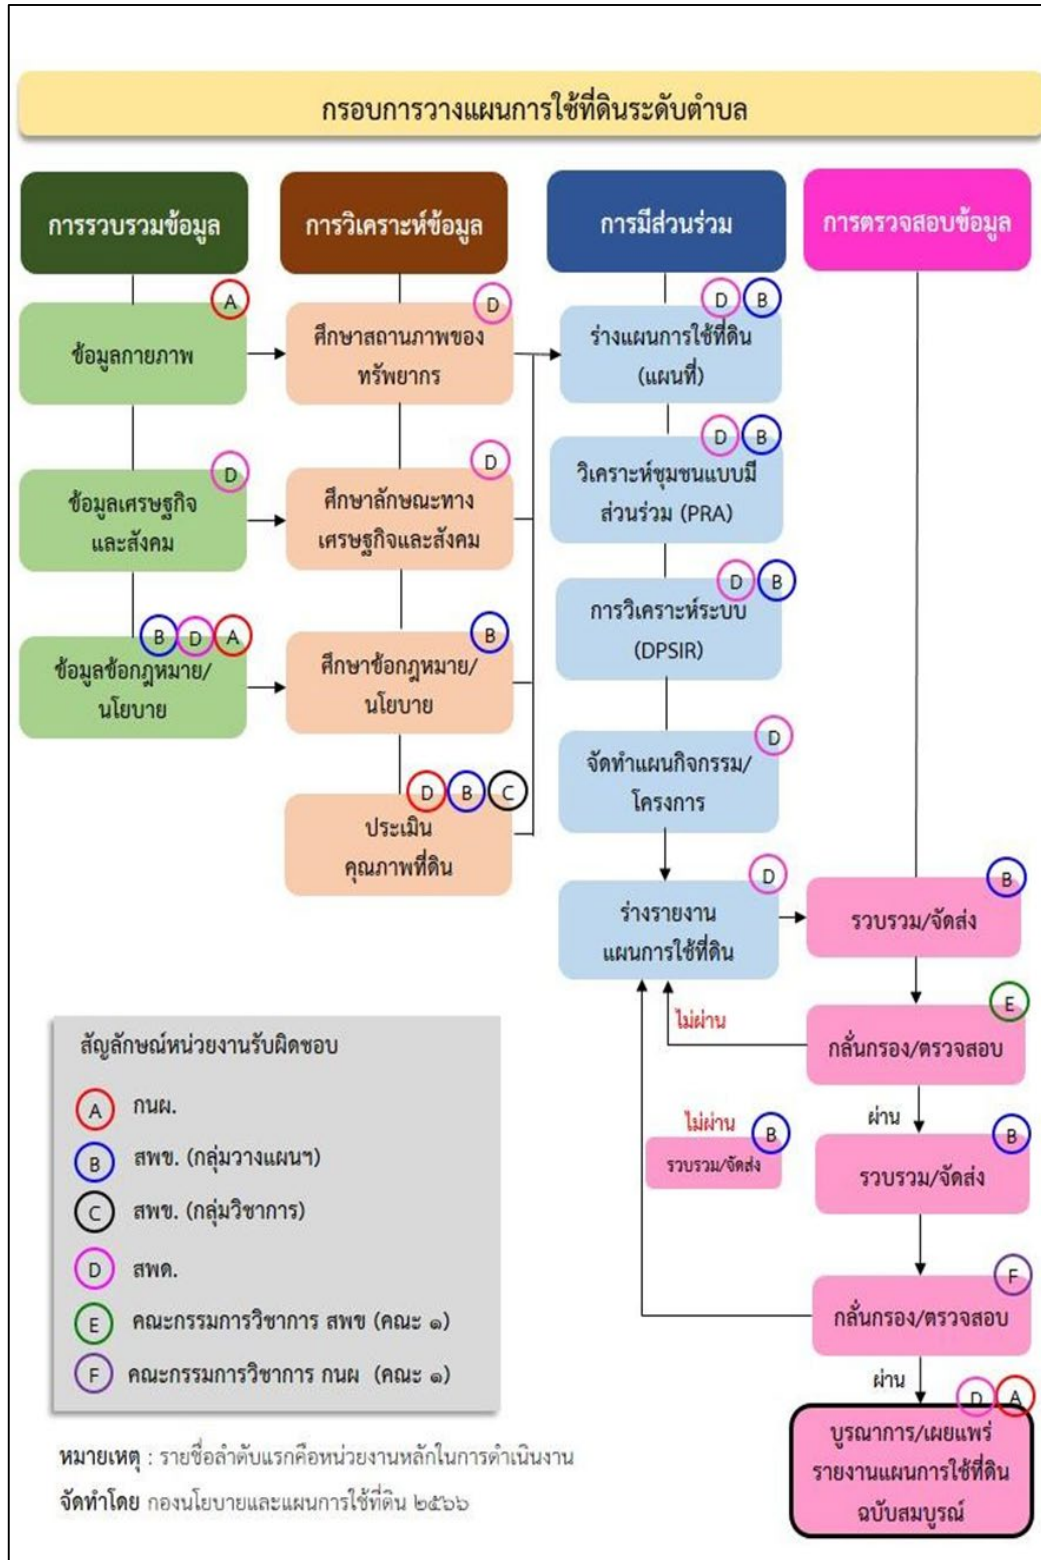 กรอบการวางแผนการใช้ที่ดินระดับตำบล
การรวบรวมข้อมูล
การวิเคราะห์ข้อมูล
การมีส่วนร่วม
การตรวจสอบข้อมูล
A
ข้อมูลกายภาพ
D
ข้อมูลเศรษฐกิจ
และสังคม
B D A
ข้อมูลข้อกฎหมาย/
นโยบาย
D
ศึกษาสถานภาพของ
ทรัพยากร
D
ศึกษาลักษณะทาง
เศรษฐกิจและสังคม
B
ศึกษาข้อกฎหมาย/
นโยบาย
D B C
ประเมิน
คุณภาพที่ดิน
D B
ร่างแผนการใช้ที่ดิน
(แผนที่)
D B
วิเคราะห์ชุมชนแบบมี
ส่วนร่วม (PRA)
D B
การวิเคราะห์ระบบ
(DPSIR)
D
จัดทำแผนกิจกรรม/
โครงการ
D
ร่างรายงาน
แผนการใช้ที่ดิน
B
รวบรวม/จัดส่ง
E
ไม่ผ่าน
กลั่นกรอง/ตรวจสอบ
ผ่าน
ไม่ผ่าน
B
รวบรวม/จัดส่ง
B
รวบรวม/จัดส่ง
F
กลั่นกรอง/ตรวจสอบ
ผ่าน
D A
บูรณาการ/เผยแพร่
รายงานแผนการใช้ที่ดิน
ฉบับสมบูรณ์
สัญลักษณ์หน่วยงานรับผิดชอบ
A กนผ.
B สพข. (กลุ่มวางแผนฯ)
C สพข. (กลุ่มวิชาการ)
D สพด.
E คณะกรรมการวิชาการ สพข (คณะ ๑)
F คณะกรรมการวิชาการ กนผ (คณะ ๑)
หมายเหตุ : รายชื่อลำดับแรกคือหน่วยงานหลักในการดำเนินงาน
จัดทำโดย กองนโยบายและแผนการใช้ที่ดิน ๒๕๖๖